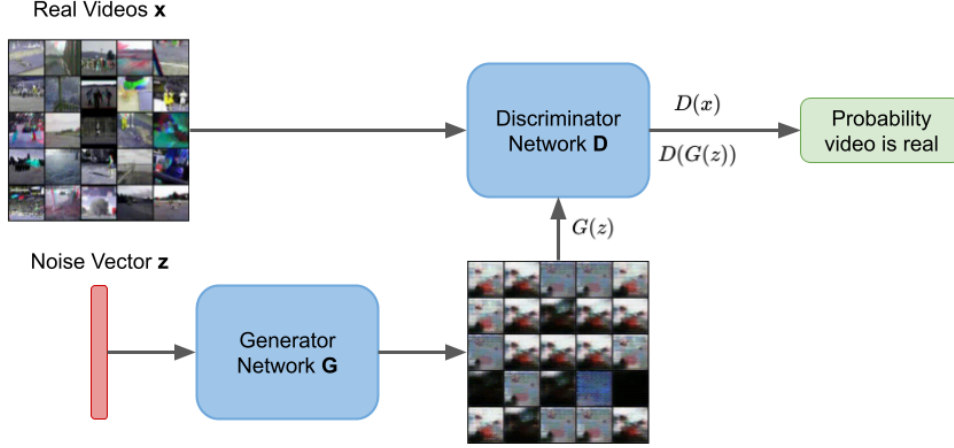 Real Videos x
Discriminator
Network D
D(x)
D(G(z))
Probability
video is real
G(z)
Noise Vector z
Generator
Network G